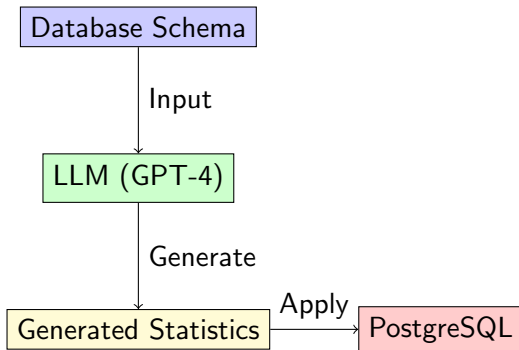 Database Schema
Input
LLM (GPT-4)
Generate
Generated Statistics
Apply
PostgreSQL